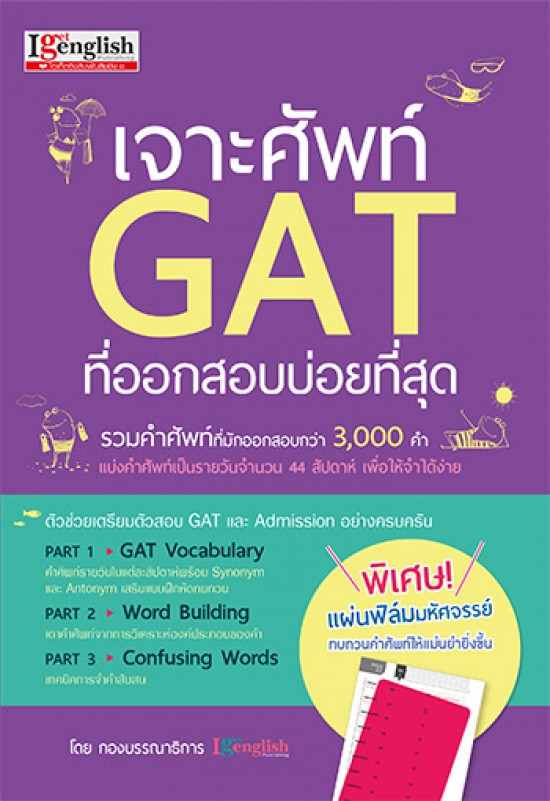 I get english
Publishing
เจาะศัพท์
GAT
ที่ออกสอบบ่อยที่สุด
รวมคำศัพท์ที่มักออกสอบกว่า 3,000 คำ
แบ่งคำศัพท์เป็นรายวันจำนวน 44 สัปดาห์ เพื่อให้จำได้ง่าย
ตัวช่วยเตรียมตัวสอบ GAT และ Admission อย่างครบครัน
PART 1 GAT Vocabulary
คำศัพท์รายวันในแต่ละสัปดาห์พร้อม Synonym
และ Antonym เสริมแบบฝึกหัดทบทวน
PART 2 Word Building
เดาคำศัพท์จากการวิเคราะห์องค์ประกอบของคำ
PART 3 Confusing Words
เทคนิคการจำคำสับสน
พิเศษ!
แผ่นฟิล์มมหัศจรรย์
ทบทวนคำศัพท์ให้แม่นยำยิ่งขึ้น
โดย กองบรรณาธิการ I get english
Publishing